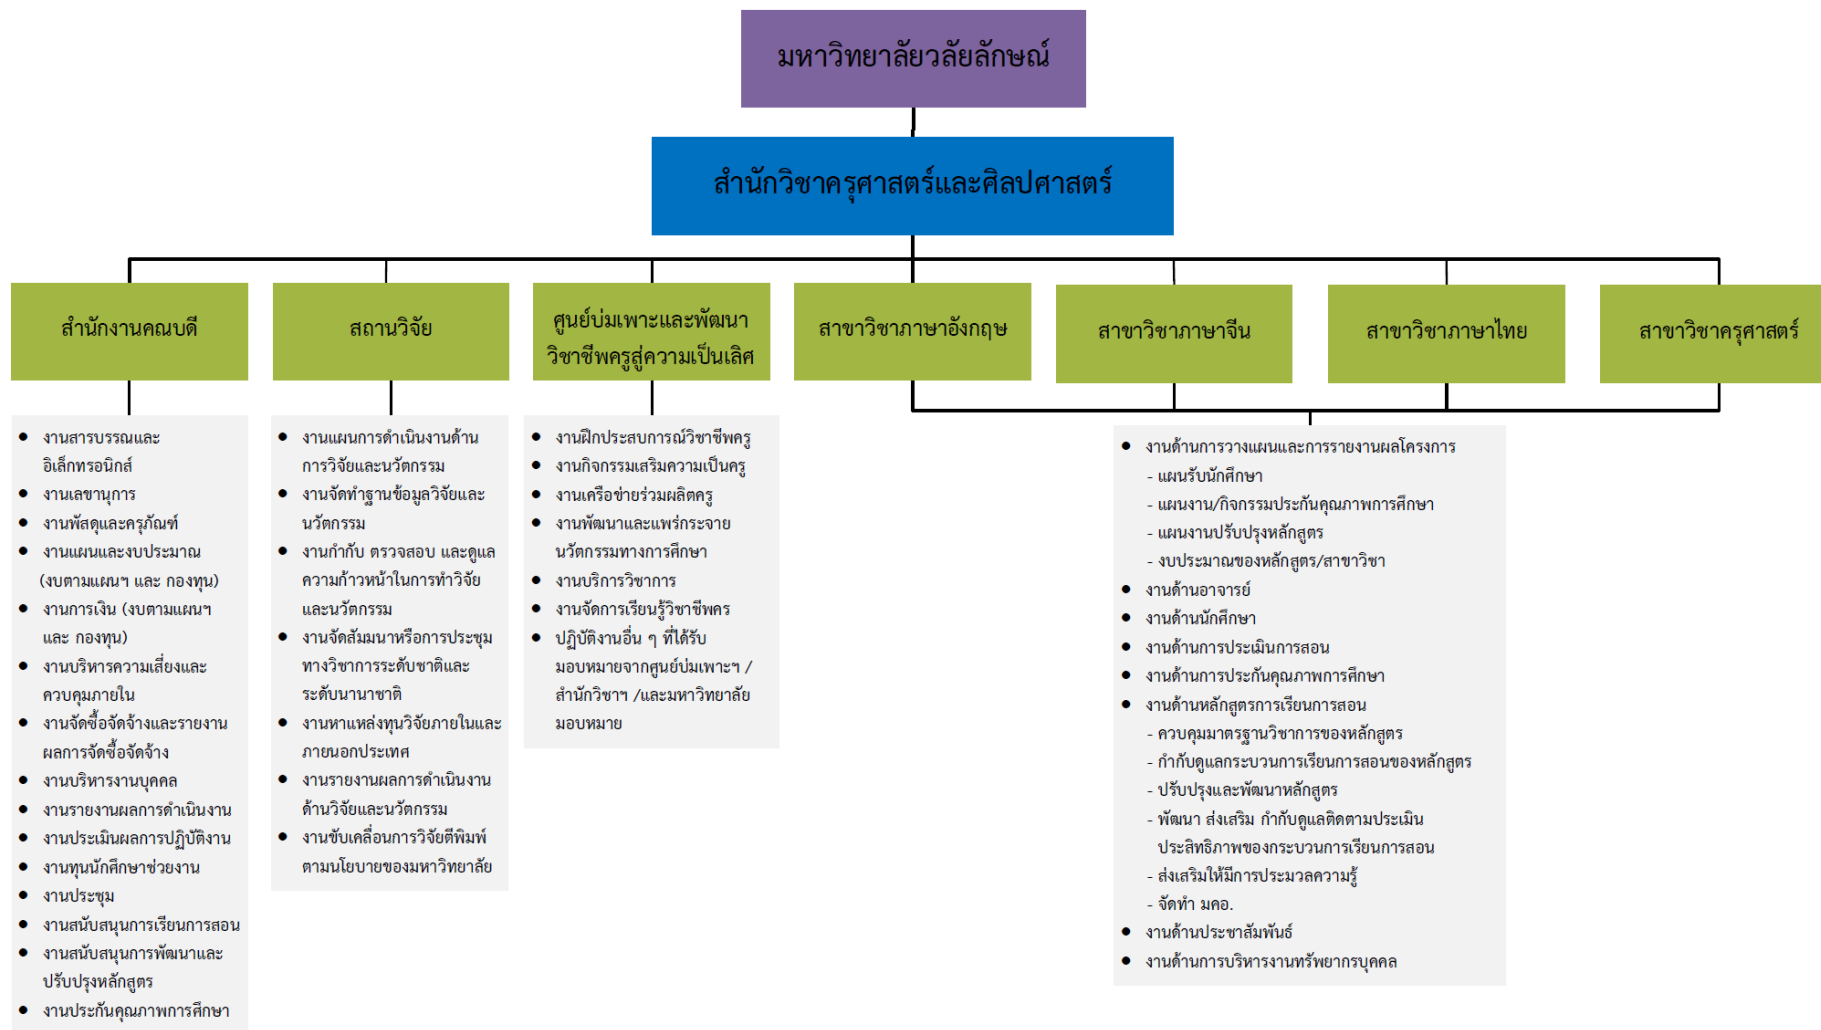 มหาวิทยาลัยวลัยลักษณ์
สำนักวิชาครุศาสตร์และศิลปศาสตร์
สำนักงานคณบดี
สถานวิจัย
ศูนย์บ่มเพาะและพัฒนา
วิชาชีพครูสู่ความเป็นเลิศ
สาขาวิชาภาษาอังกฤษ
สาขาวิชาภาษาจีน
สาขาวิชาภาษาไทย
สาขาวิชาครุศาสตร์
● งานสารบรรณและ
อิเล็กทรอนิกส์
● งานเลขานุการ
● งานพัสดุและครุภัณฑ์
● งานแผนและงบประมาณ
(งบตามแผนฯ และ กองทุน)
● งานการเงิน (งบตามแผนฯ
และ กองทุน)
● งานบริหารความเสี่ยงและ
ควบคุมภายใน
● งานจัดซื้อจัดจ้างและรายงาน
ผลการจัดซื้อจัดจ้าง
● งานบริหารงานบุคคล
● งานรายงานผลการดำเนินงาน
● งานประเมินผลการปฏิบัติงาน
● งานทุนนักศึกษาช่วยงาน
● งานประชุม
● งานสนับสนุนการเรียนการสอน
● งานสนับสนุนการพัฒนาและ
ปรับปรุงหลักสูตร
● งานประกันคุณภาพการศึกษา
● งานแผนการดำเนินงานด้าน
การวิจัยและนวัตกรรม
● งานจัดทำฐานข้อมูลวิจัยและ
นวัตกรรม
● งานกำกับ ตรวจสอบ และดูแล
ความก้าวหน้าในการทำวิจัย
และนวัตกรรม
● งานจัดสัมมนาหรือการประชุม
ทางวิชาการระดับชาติและ
ระดับนานาชาติ
● งานหาแหล่งทุนวิจัยภายในและ
ภายนอกประเทศ
● งานรายงานผลการดำเนินงาน
ด้านวิจัยและนวัตกรรม
● งานขับเคลื่อนการวิจัยตีพิมพ์
ตามนโยบายของมหาวิทยาลัย
● งานฝึกประสบการณ์วิชาชีพครู
● งานกิจกรรมเสริมความเป็นครู
● งานเครือข่ายร่วมผลิตครู
● งานพัฒนาและแพร่กระจาย
นวัตกรรมทางการศึกษา
● งานบริการวิชาการ
● งานจัดการเรียนรู้วิชาชีพคร
● ปฏิบัติงานอื่น ๆ ที่ได้รับ
มอบหมายจากศูนย์บ่มเพาะฯ /
สำนักวิชาฯ /และมหาวิทยาลัย
มอบหมาย
● งานด้านการวางแผนและการรายงานผลโครงการ
- แผนรับนักศึกษา
- แผนงาน/กิจกรรมประกันคุณภาพการศึกษา
- แผนงานปรับปรุงหลักสูตร
- งบประมาณของหลักสูตร/สาขาวิชา
● งานด้านอาจารย์
● งานด้านนักศึกษา
● งานด้านการประเมินการสอน
● งานด้านการประกันคุณภาพการศึกษา
● งานด้านหลักสูตรการเรียนการสอน
- ควบคุมมาตรฐานวิชาการของหลักสูตร
- กำกับดูแลกระบวนการเรียนการสอนของหลักสูตร
- ปรับปรุงและพัฒนาหลักสูตร
- พัฒนา ส่งเสริม กำกับดูแลติดตามประเมิน
ประสิทธิภาพของกระบวนการเรียนการสอน
- ส่งเสริมให้มีการประมวลความรู้
- จัดทำ มคอ.
● งานด้านประชาสัมพันธ์
● งานด้านการบริหารงานทรัพยากรบุคคล